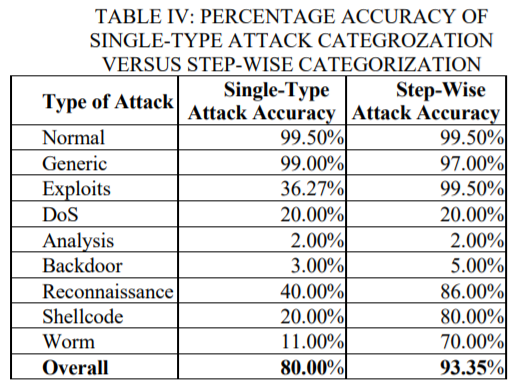 TABLE IV: PERCENTAGE ACCURACY OF
SINGLE-TYPE ATTACK CATEGROZATION
VERSUS STEP-WISE CATEGORIZATION
Type of Attack Single-Type Attack Accuracy Step-Wise Attack Accuracy
Normal 99.50% 99.50%
Generic 99.00% 97.00%
Exploits 36.27% 99.50%
DoS 20.00% 20.00%
Analysis 2.00% 2.00%
Backdoor 3.00% 5.00%
Reconnaissance 40.00% 86.00%
Shellcode 20.00% 80.00%
Worm 11.00% 70.00%
Overall 80.00% 93.35%